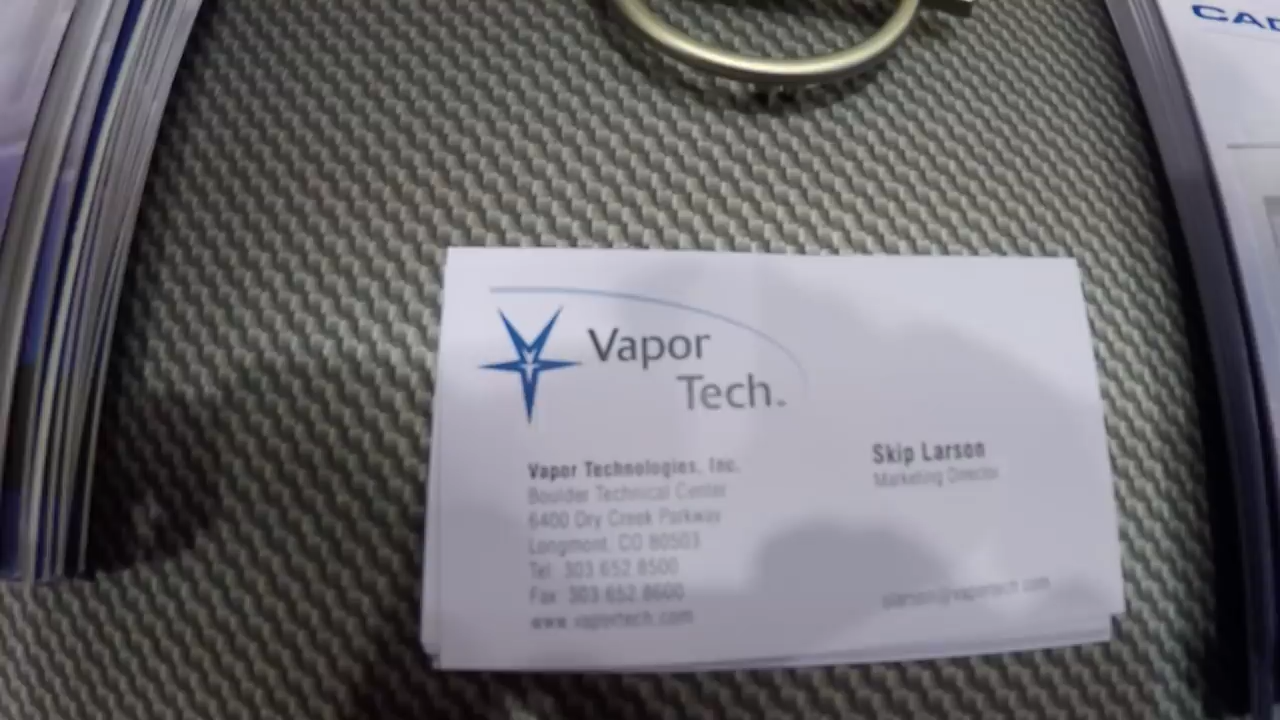 CAD
Vapor
Tech.
Vapor Technologies, Inc.
Boulder Technical Center
6400 Dry Creek Parkway
Longmont, CO 80503
Tel 303 652 8500
Fax 303 652 8600
www.vaportech.com
Skip Larson
Marketing Director